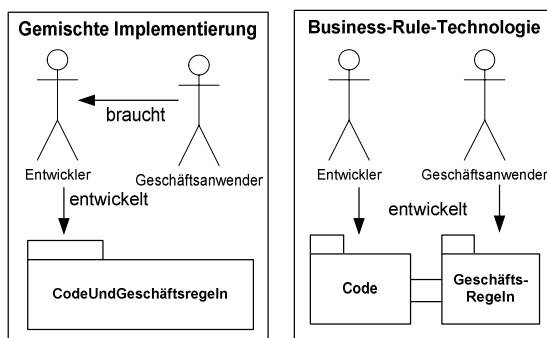 Gemischte Implementierung
braucht
Entwickler
Geschäftsanwender
entwickelt
CodeUndGeschäftsregeln
Business-Rule-Technologie
Entwickler
Geschäftsanwender
entwickelt
Code
Geschäfts-
Regeln